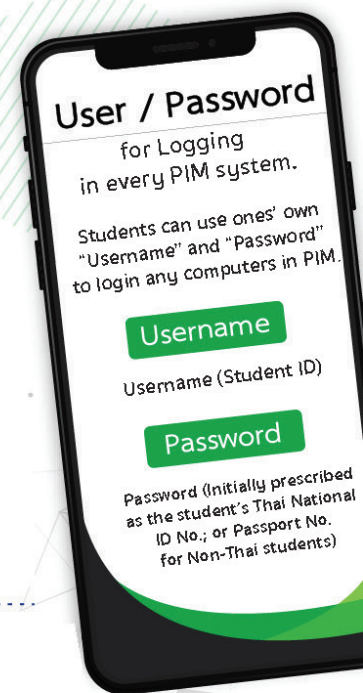 User / Password
for Logging
in every PIM system.
Students can use ones' own
"Username" and "Password"
to login any computers in PIM.
Username
Username (Student ID)
Password
Password (Initially prescribed
as the student's Thai National
ID No.; or Passport No.
for Non-Thai students)